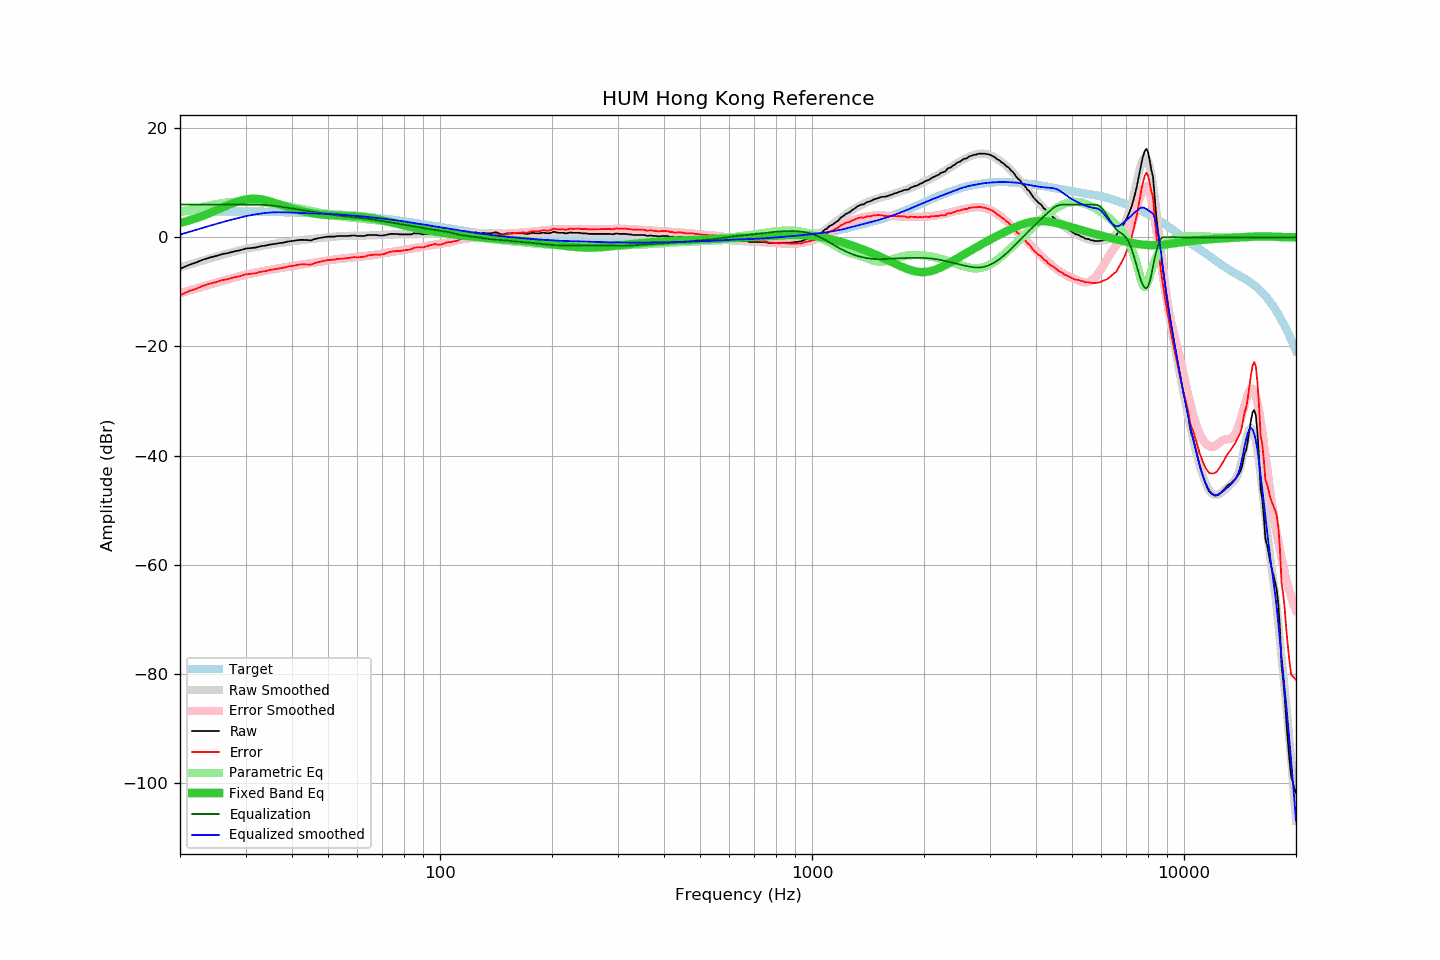 HUM Hong Kong Reference
20
0
−20
−40
−60
−80
−100
Amplitude (dBr)
Target
Raw Smoothed
Error Smoothed
Raw
Error
Parametric Eq
Fixed Band Eq
Equalization
Equalized smoothed
100
1000
10000
Frequency (Hz)